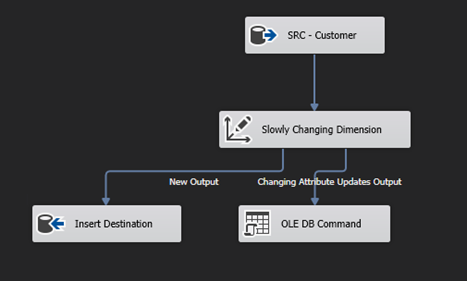 SRC - Customer
Slowly Changing Dimension
New Output
Changing Attribute Updates Output
Insert Destination
OLE DB Command